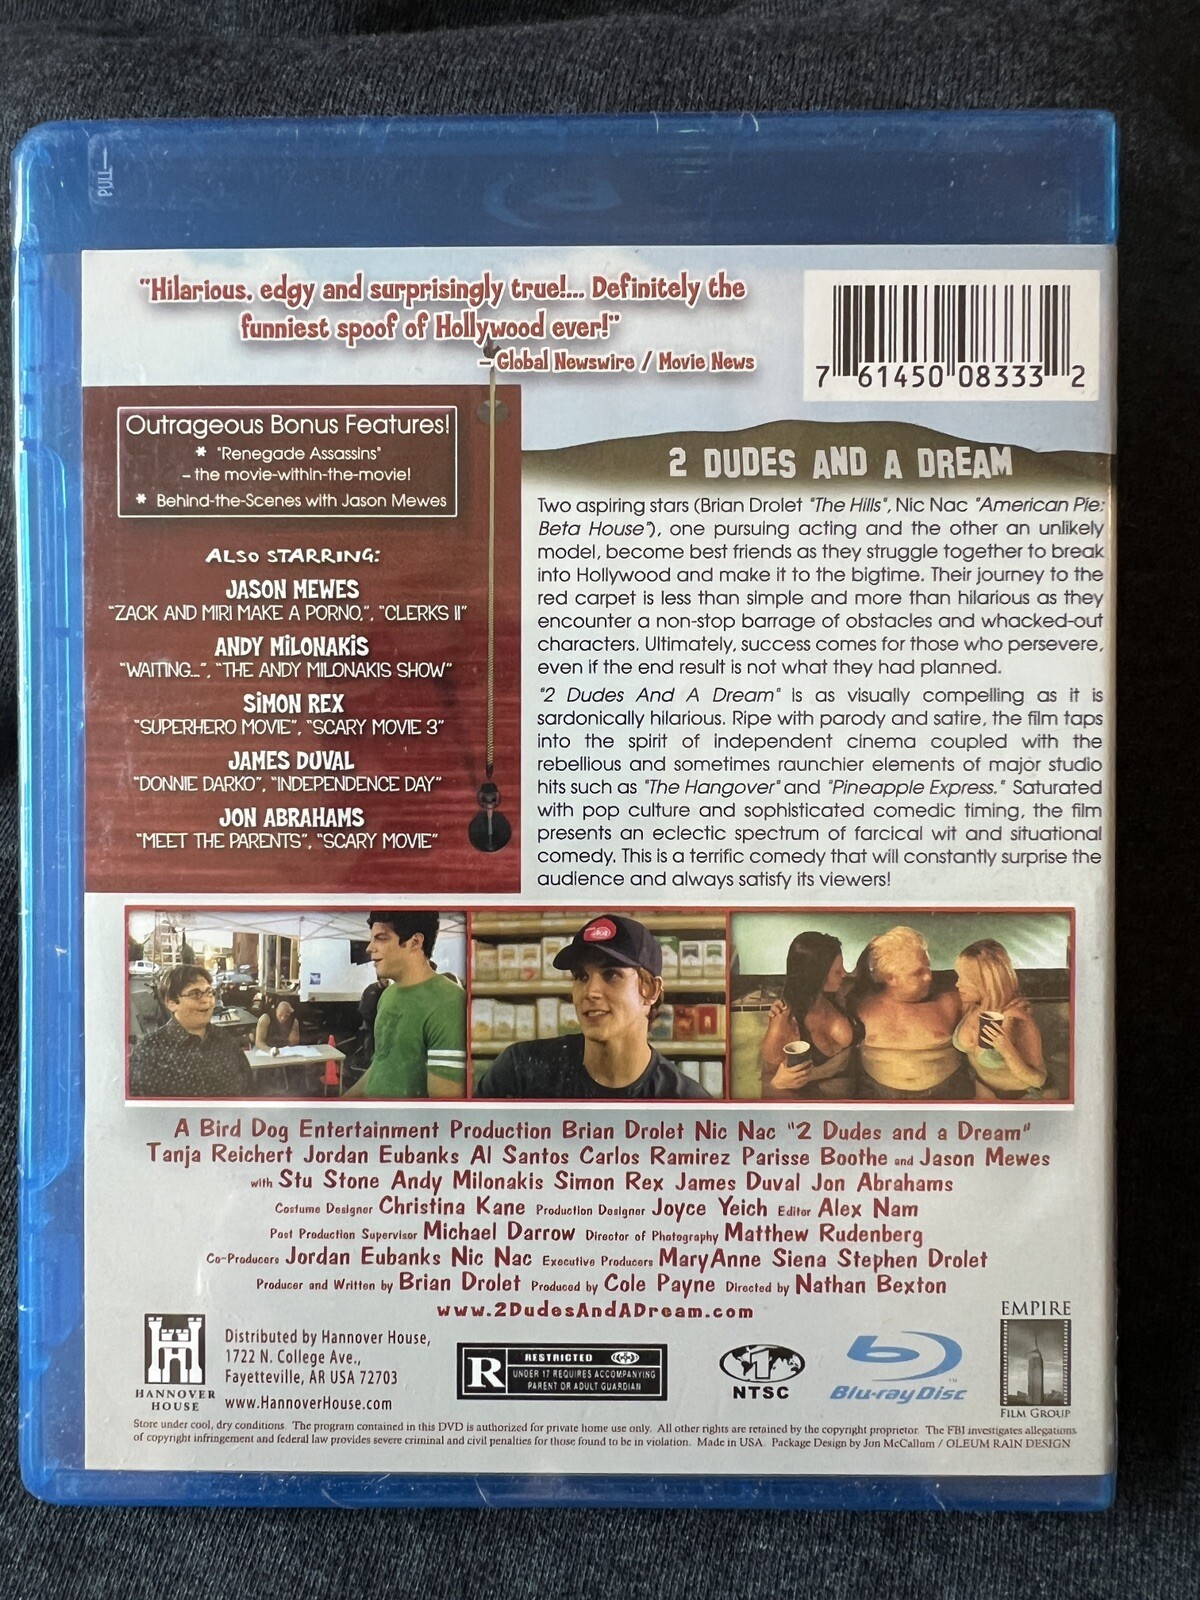 PULL
"Hilarious, edgy and surprisingly true!.... Definitely the
funniest spoof of Hollywood ever!"
– Global Newswire / Movie News
7 61450 08333 2
Outrageous Bonus Features!
* "Renegade Assassins"
– the movie-within-the-movie!
* Behind-the-Scenes with Jason Mewes
ALSO STARRING:
JASON MEWES
"ZACK AND MIRI MAKE A PORNO,", "CLERKS II"
ANDY MILONAKIS
"WAITING...", "THE ANDY MILONAKIS SHOW"
SIMON REX
"SUPERHERO MOVIE", "SCARY MOVIE 3"
JAMES DUVAL
"DONNIE DARKO", "INDEPENDENCE DAY"
JON ABRAHAMS
"MEET THE PARENTS", "SCARY MOVIE"
2 DUDES AND A DREAM
Two aspiring stars (Brian Drolet "The Hills", Nic Nac "American Pie:
Beta House"), one pursuing acting and the other an unlikely
model, become best friends as they struggle together to break
into Hollywood and make it to the bigtime. Their journey to the
red carpet is less than simple and more than hilarious as they
encounter a non-stop barrage of obstacles and whacked-out
characters. Ultimately, success comes for those who persevere,
even if the end result is not what they had planned.
"2 Dudes And A Dream" is as visually compelling as it is
sardonically hilarious. Ripe with parody and satire, the film taps
into the spirit of independent cinema coupled with the
rebellious and sometimes raunchier elements of major studio
hits such as "The Hangover" and "Pineapple Express." Saturated
with pop culture and sophisticated comedic timing, the film
presents an eclectic spectrum of farcical wit and situational
comedy. This is a terrific comedy that will constantly surprise the
audience and always satisfy its viewers!
A Bird Dog Entertainment Production Brian Drolet Nic Nac "2 Dudes and a Dream"
Tanja Reichert Jordan Eubanks Al Santos Carlos Ramirez Parisse Boothe and Jason Mewes
with Stu Stone Andy Milonakis Simon Rex James Duval Jon Abrahams
Costume Designer Christina Kane Production Designer Joyce Yeich Editor Alex Nam
Post Production Supervisor Michael Darrow Director of Photography Matthew Rudenberg
Co-Producers Jordan Eubanks Nic Nac Executive Producers MaryAnne Siena Stephen Drolet
Producer and Written by Brian Drolet Produced by Cole Payne Directed by Nathan Bexton
www.2DudesAndADream.com
HANNOVER
HOUSE
Distributed by Hannover House,
1722 N. College Ave.,
Fayetteville, AR USA 72703
www.HannoverHouse.com
R
RESTRICTED
UNDER 17 REQUIRES ACCOMPANYING
PARENT OR ADULT GUARDIAN
1
NTSC
Blu-ray Disc
TM
EMPIRE
FILM GROUP
Store under cool, dry conditions. The program contained in this DVD is authorized for private home use only. All other rights are retained by the copyright proprietor. The FBI investigates allegations
of copyright infringement and federal law provides severe criminal and civil penalties for those found to be in violation. Made in USA. Package Design by Jon McCallum / OLEUM RAIN DESIGN